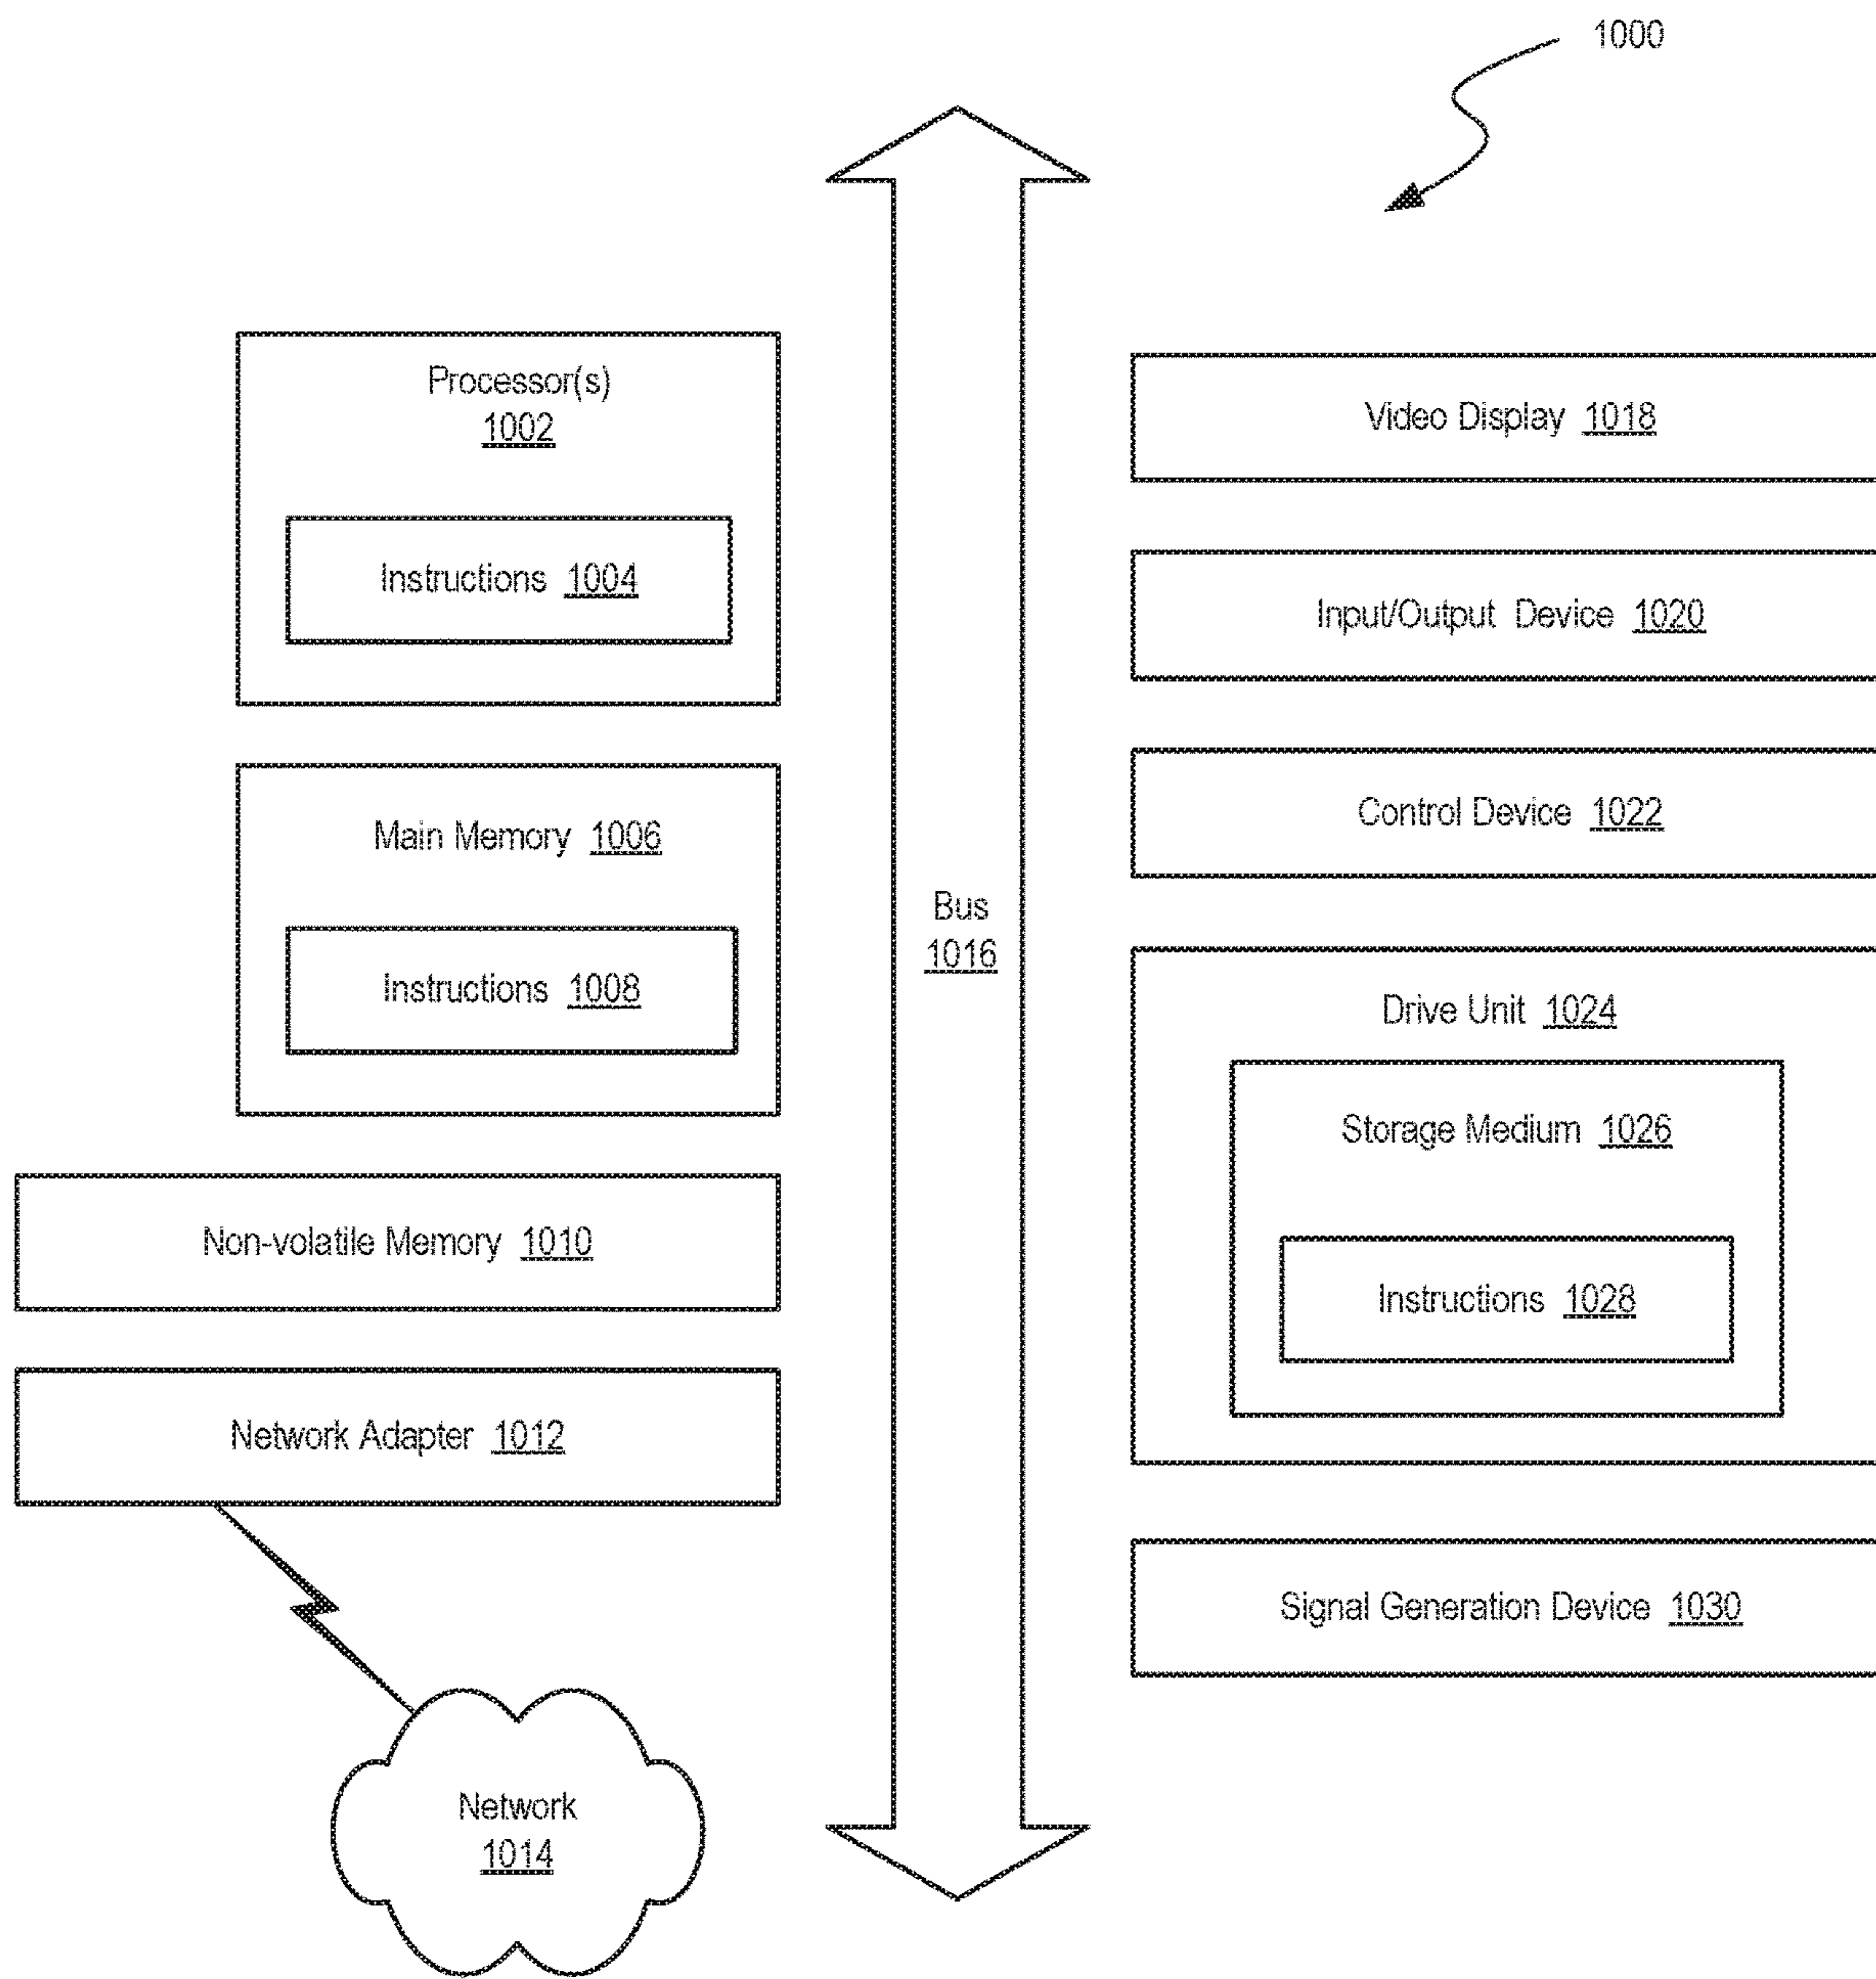 1000
Processor(s)
1002
Instructions 1004
Main Memory 1006
Instructions 1008
Non-volatile Memory 1010
Network Adapter 1012
Network
1014
Bus
1016
Video Display 1018
Input/Output Device 1020
Control Device 1022
Drive Unit 1024
Storage Medium 1026
Instructions 1028
Signal Generation Device 1030